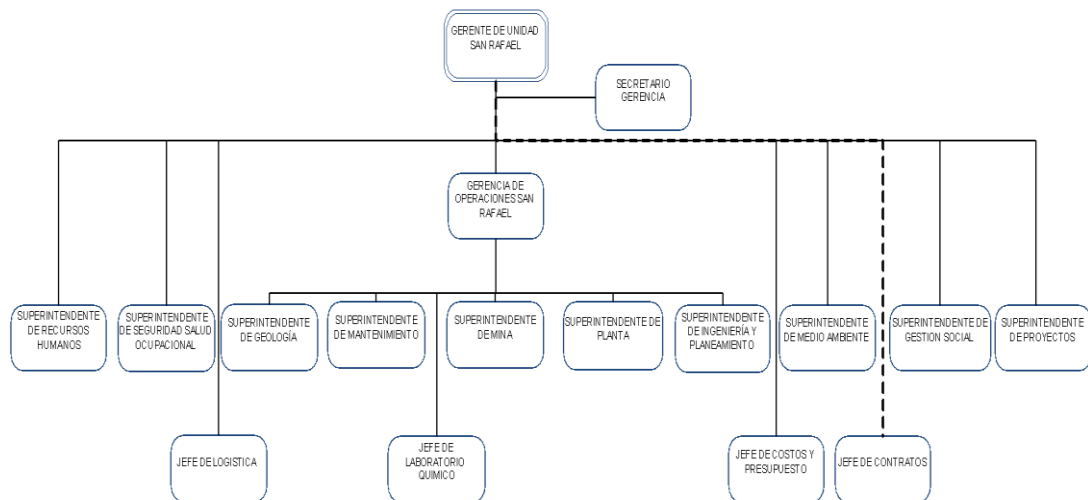 GERENTE DE UNIDAD
SAN RAFAEL
SECRETARIO
GERENCIA
GERENCIA DE
OPERACIONES SAN
RAFAEL
SUPERINTENDENTE
DE RECURSOS
HUMANOS
SUPERINTENDENTE
DE SEGURIDAD SALUD
OCUPACIONAL
SUPERINTENDENTE
DE GEOLOGÍA
SUPERINTENDENTE
DE MANTENIMIENTO
SUPERINTENDENTE
DE MINA
SUPERINTENDENTE DE
PLANTA
SUPERINTENDENTE
DE INGENIERÍA Y
PLANEAMIENTO
SUPERINTENDENTE
DE MEDIO AMBIENTE
SUPERINTENDENTE DE
GESTION SOCIAL
SUPERINTENDENTE
DE PROYECTOS
JEFE DE LOGISTICA
JEFE DE
LABORATORIO
QUIMICO
JEFE DE COSTOS Y
PRESUPUESTO
JEFE DE CONTRATOS